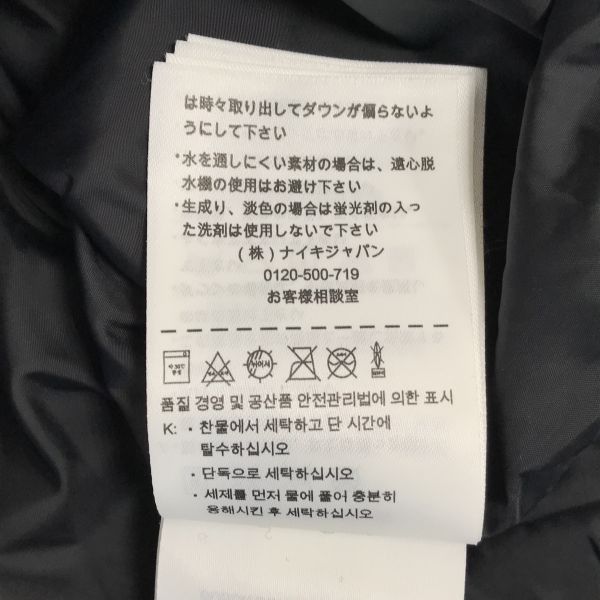 は時々取り出してダウンが偏らないよ
うにして下さい
・水を通しにくい素材の場合は、遠心脱
水機の使用はお避け下さい
・生成り、淡色の場合は蛍光剤の入っ
た洗剤は使用しないで下さい
(株)ナイキジャパン
0120-500-719
お客様相談室
품질 경영 및 공산품 안전관리법에 의한 표시
K: · 찬물에서 세탁하고 단 시간에
탈수하십시오
· 단독으로 세탁하십시오
· 세제를 먼저 물에 풀어 충분히
용해시킨 후 세탁하십시오